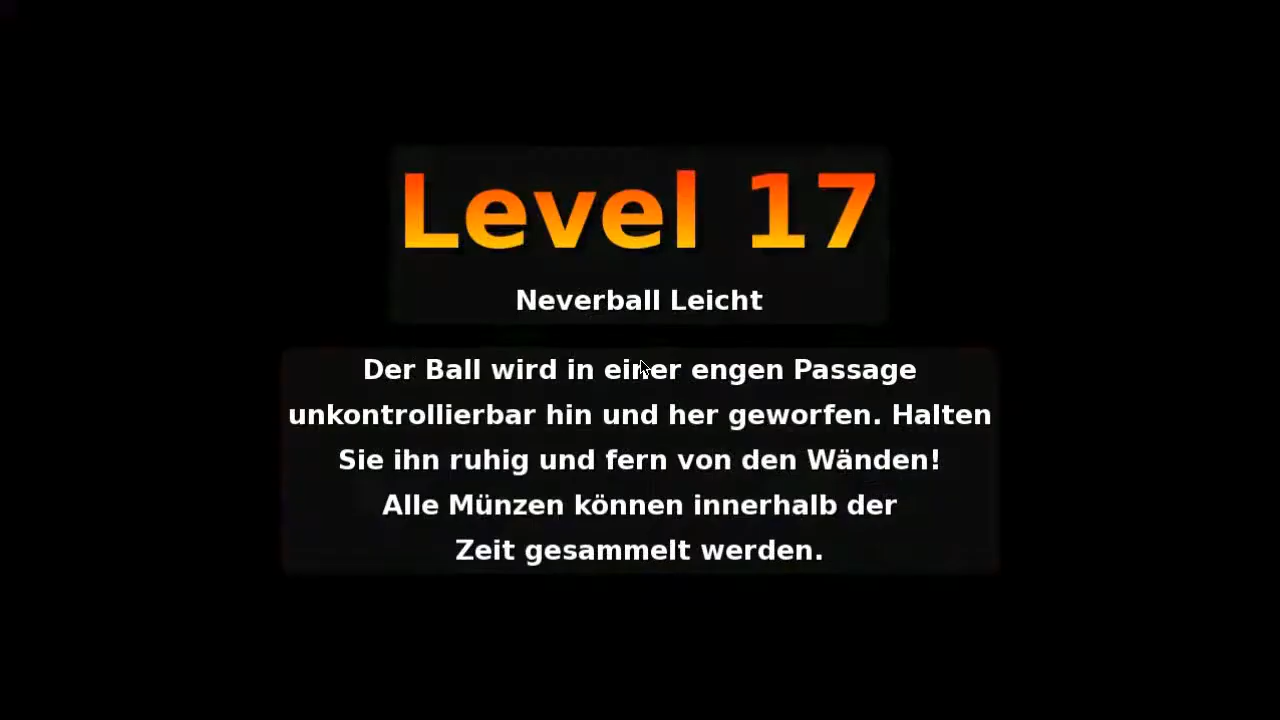 Level 17
Neverball Leicht
Der Ball wird in einer engen Passage
unkontrollierbar hin und her geworfen. Halten
Sie ihn ruhig und fern von den Wänden!
Alle Münzen können innerhalb der
Zeit gesammelt werden.